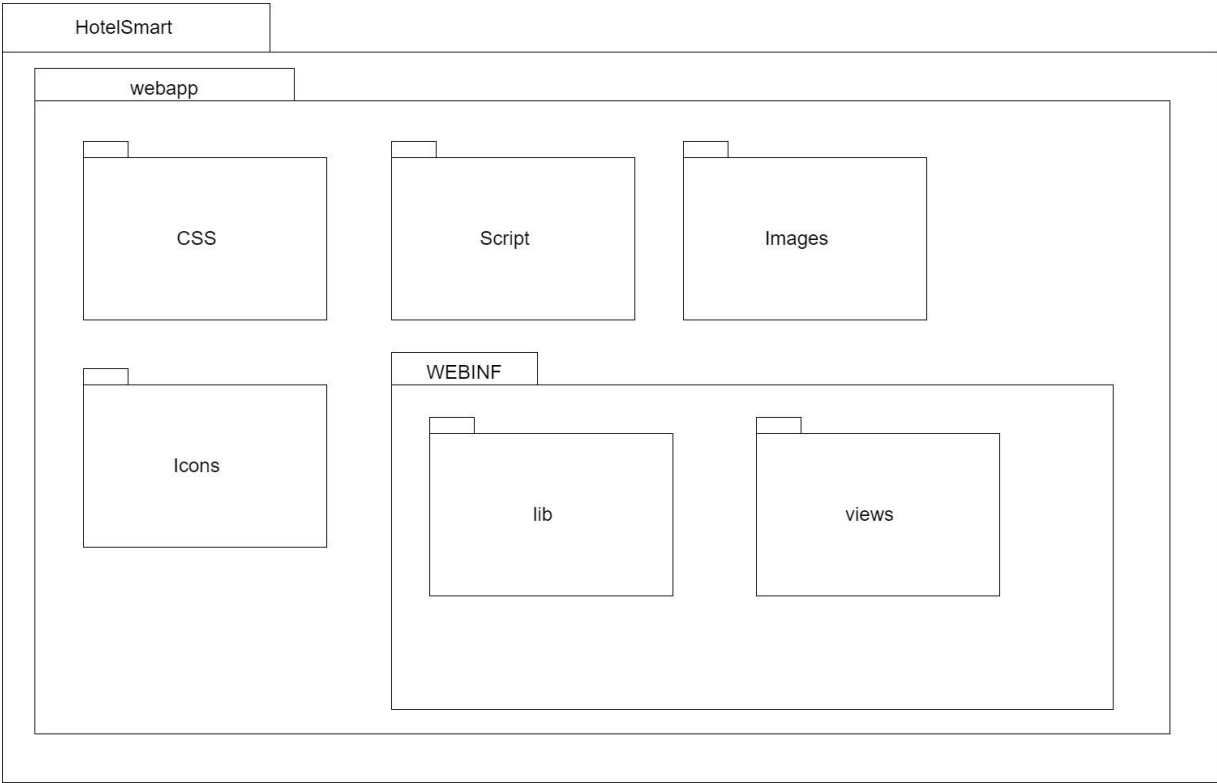 HotelSmart
webapp
CSS
Script
Images
Icons
WEBINF
lib
views